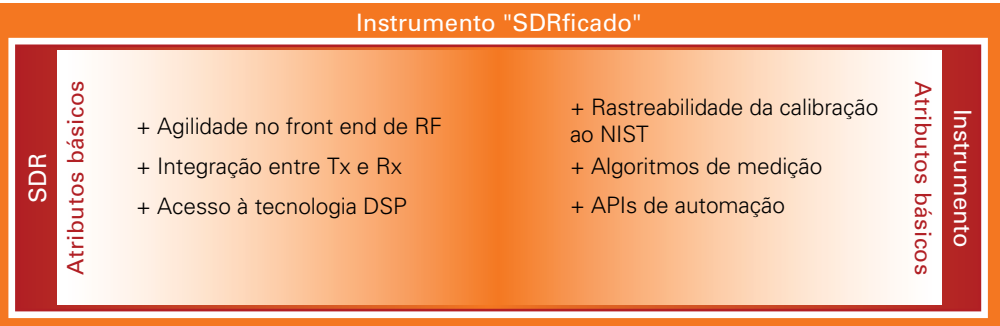 Instrumento "SDRficado"
SDR
Atributos básicos
+ Agilidade no front end de RF
+ Integração entre Tx e Rx
+ Acesso à tecnologia DSP
+ Rastreabilidade da calibração
ao NIST
+ Algoritmos de medição
+ APIs de automação
Atributos básicos
Instrumento